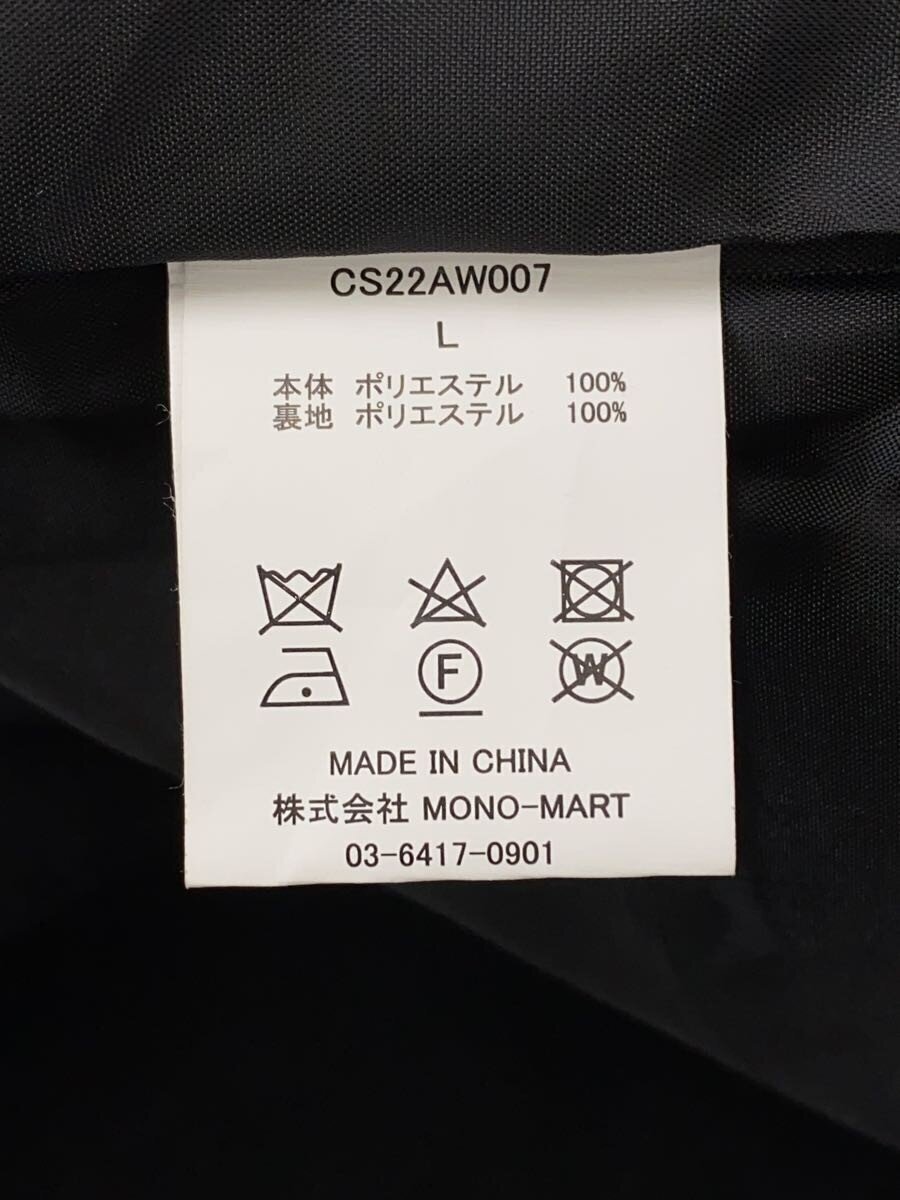 CS22AW007
L
本体 ポリエステル 100%
裏地 ポリエステル 100%
F
W
MADE IN CHINA
株式会社 MONO-MART
03-6417-0901